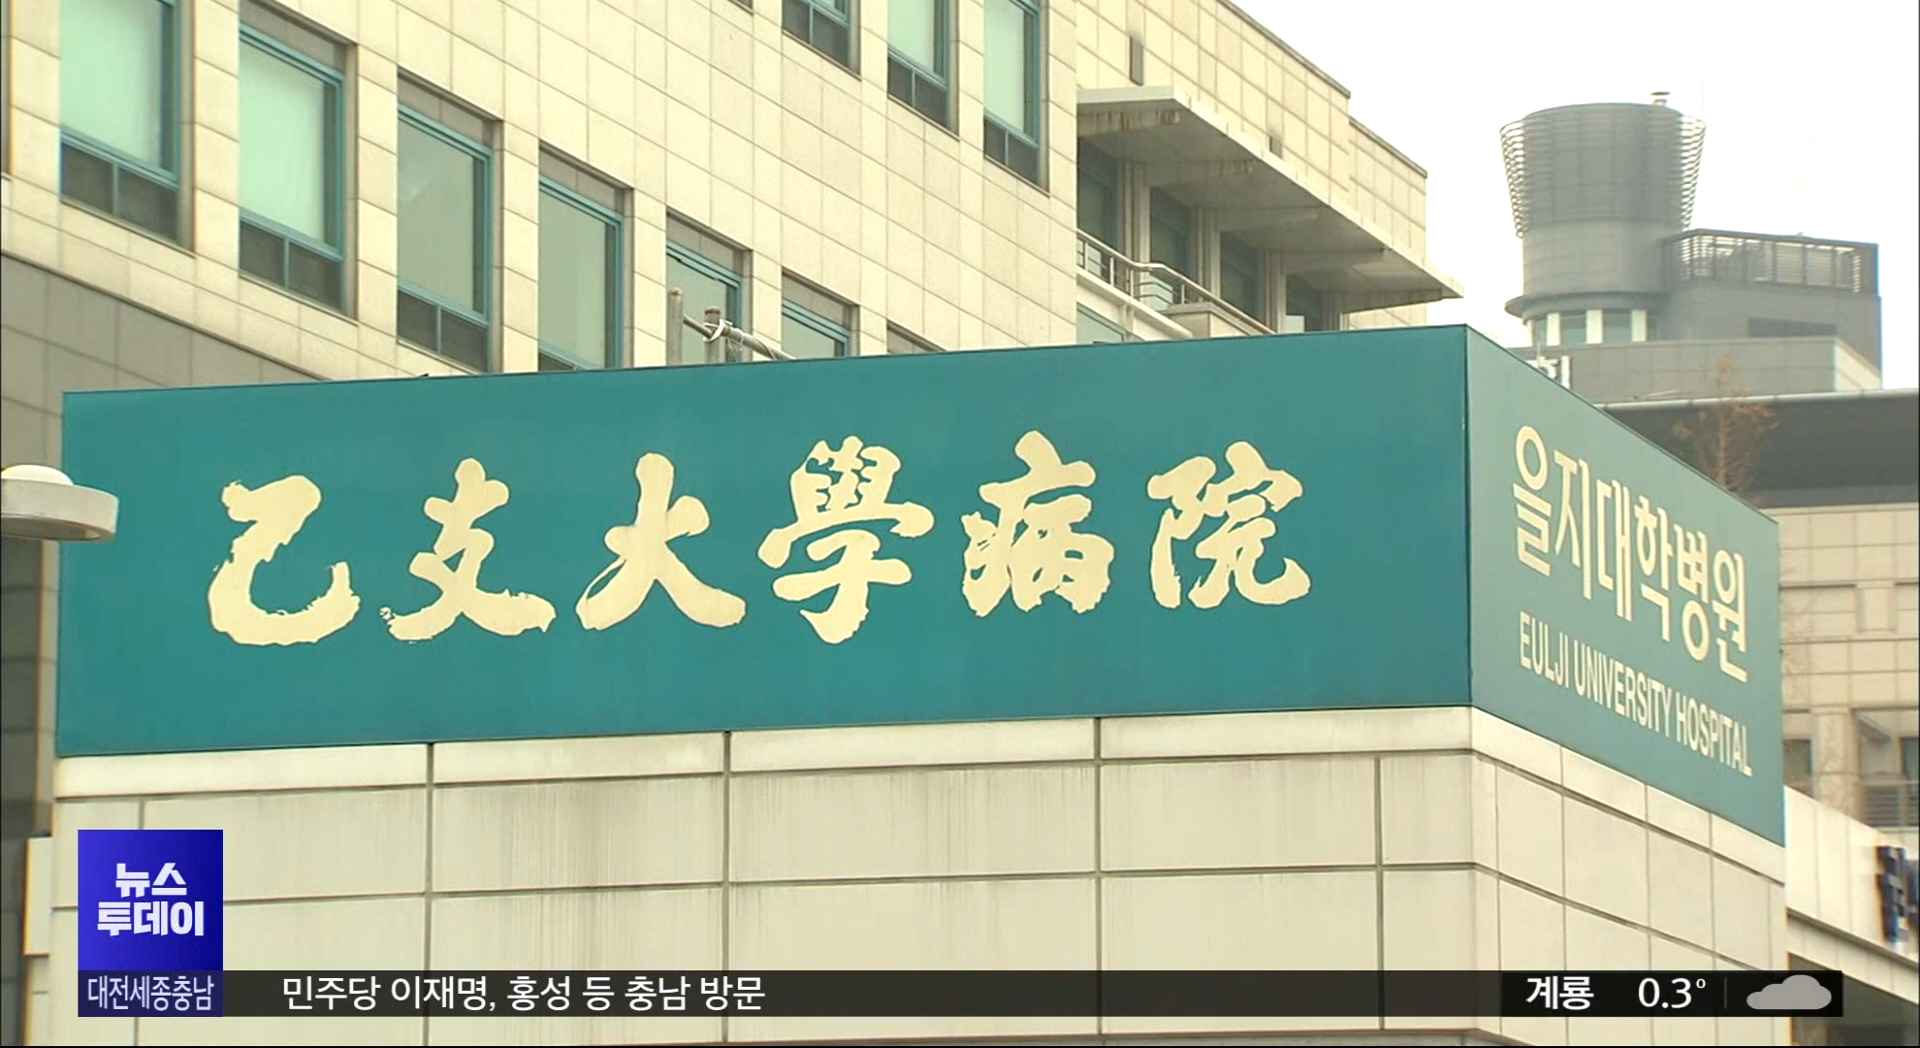 乙支大學病院
을지대학병원
EULJI UNIVERSITY HOSPITAL
뉴스
투데이
대전세종충남
민주당 이재명, 홍성 등 충남 방문
계룡 0.3°